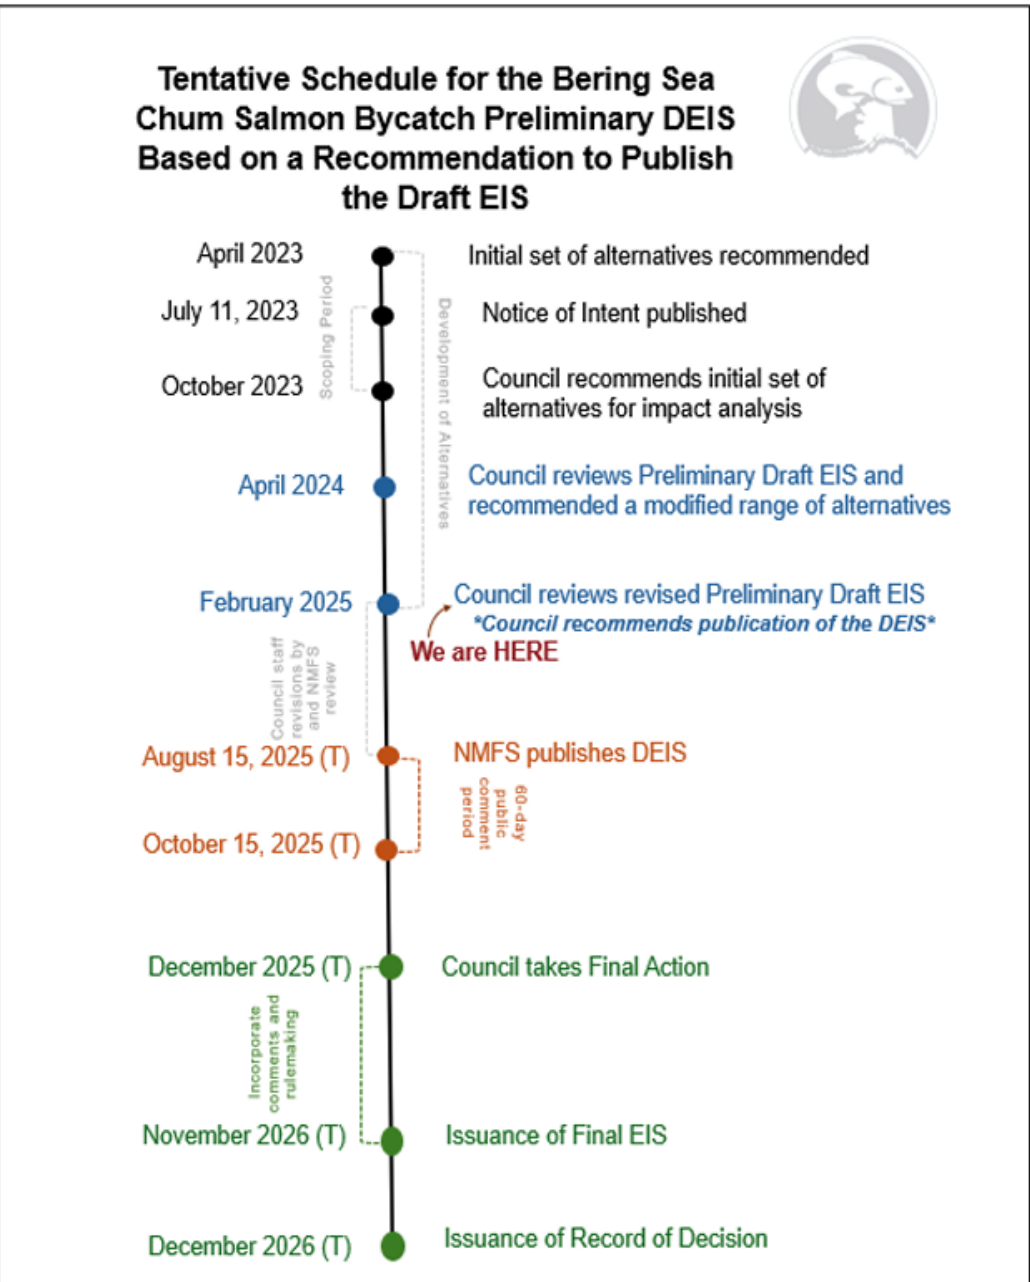 Tentative Schedule for the Bering Sea
Chum Salmon Bycatch Preliminary DEIS
Based on a Recommendation to Publish
the Draft EIS
April 2023
Initial set of alternatives recommended
Scoping Period
Development of Alternatives
July 11, 2023
Notice of Intent published
October 2023
Council recommends initial set of
alternatives for impact analysis
April 2024
Council reviews Preliminary Draft EIS and
recommended a modified range of alternatives
February 2025
Council reviews revised Preliminary Draft EIS
*Council recommends publication of the DEIS*
We are HERE
Council staff
revisions by
and NMFS
review
August 15, 2025 (T)
NMFS publishes DEIS
60-day
public
comment
period
October 15, 2025 (T)
December 2025 (T)
Council takes Final Action
Incorporate
comments and
rulemaking
November 2026 (T)
Issuance of Final EIS
December 2026 (T)
Issuance of Record of Decision